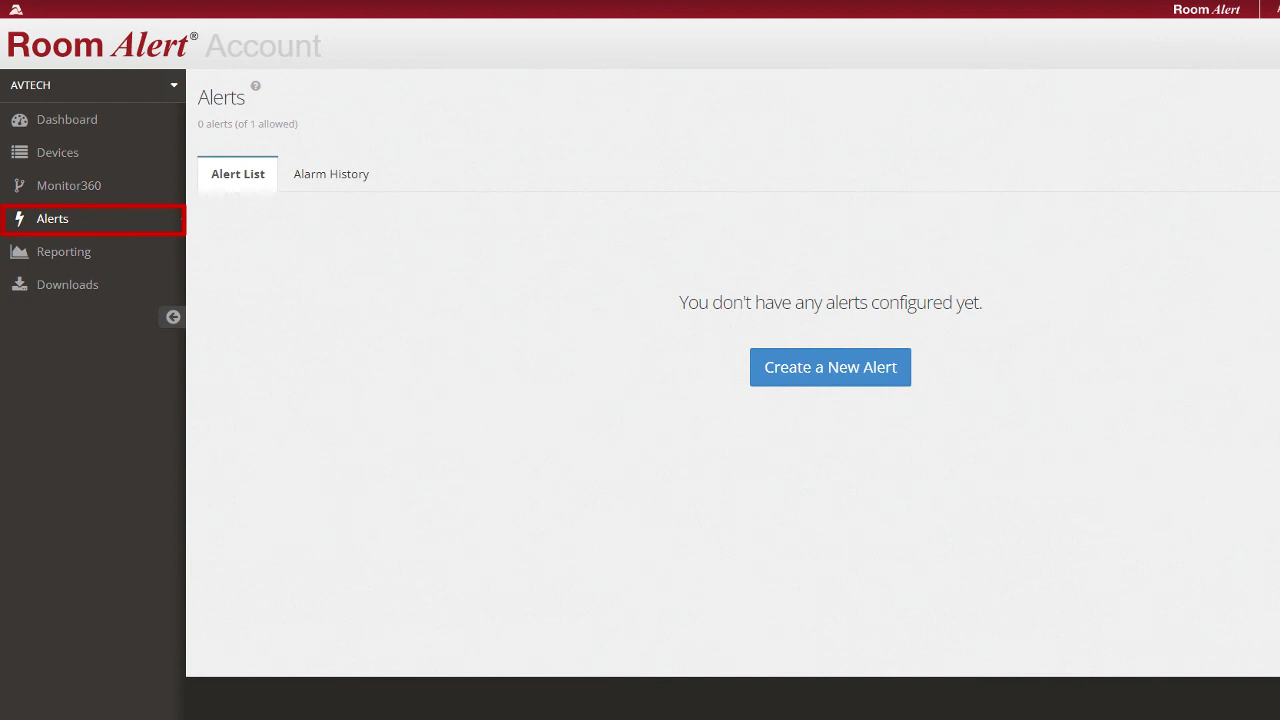 Room Alert
Room Alert® Account
AVTECH
Dashboard
Devices
Monitor360
Alerts
Reporting
Downloads
Alerts
0 alerts (of 1 allowed)
Alert List
Alarm History
You don't have any alerts configured yet.
Create a New Alert